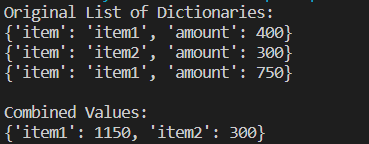 Original List of Dictionaries:
{'item': 'item1', 'amount': 400}
{'item': 'item2', 'amount': 300}
{'item': 'item1', 'amount': 750}
Combined Values:
{'item1': 1150, 'item2': 300}